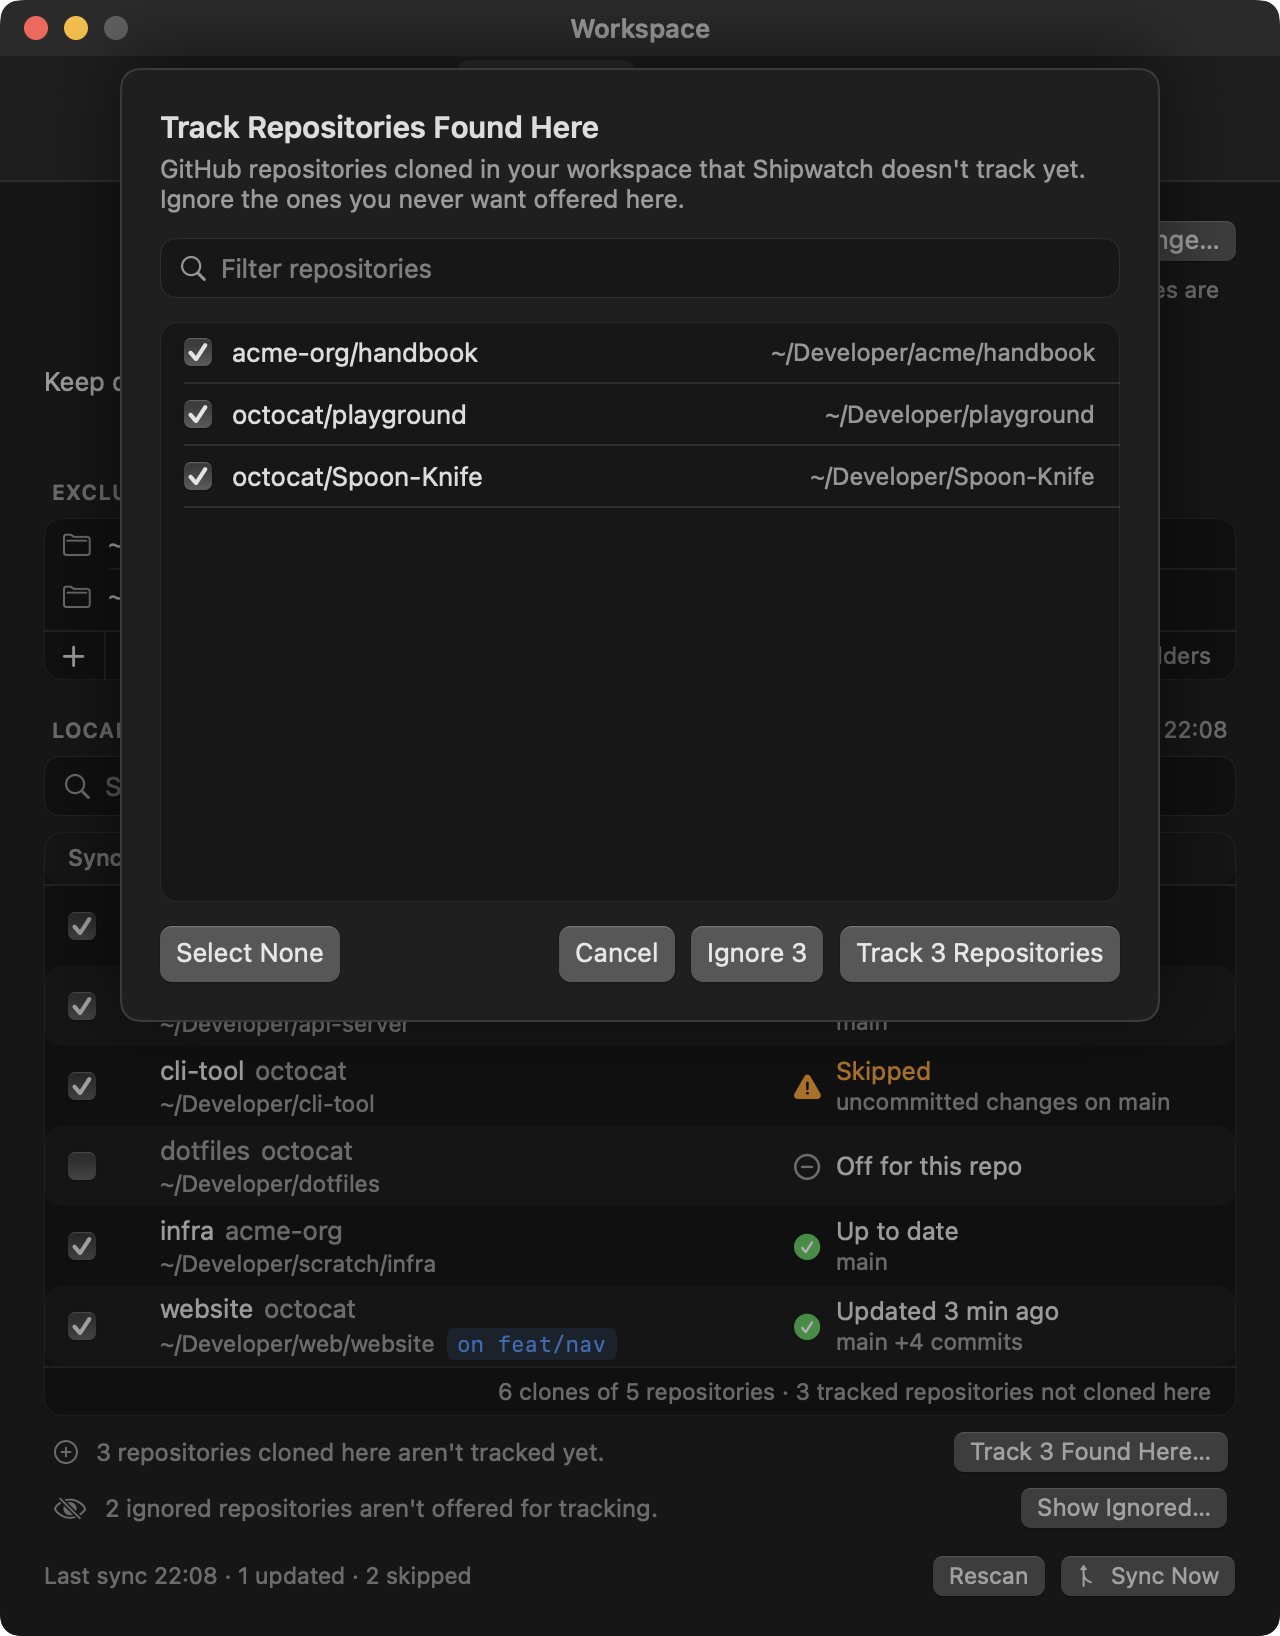 Workspace
Track Repositories Found Here
GitHub repositories cloned in your workspace that Shipwatch doesn't track yet.
Ignore the ones you never want offered here.
Filter repositories
acme-org/handbook ~/Developer/acme/handbook
octocat/playground ~/Developer/playground
octocat/Spoon-Knife ~/Developer/Spoon-Knife
Select None Cancel Ignore 3 Track 3 Repositories
are
Keep
22:08
Sync
~/Developer/api-server main
cli-tool octocat Skipped
~/Developer/cli-tool uncommitted changes on main
dotfiles octocat Off for this repo
~/Developer/dotfiles
infra acme-org Up to date
~/Developer/scratch/infra main
website octocat Updated 3 min ago
~/Developer/web/website on feat/nav main +4 commits
6 clones of 5 repositories · 3 tracked repositories not cloned here
3 repositories cloned here aren't tracked yet. Track 3 Found Here...
2 ignored repositories aren't offered for tracking. Show Ignored...
Last sync 22:08 · 1 updated · 2 skipped Rescan Sync Now